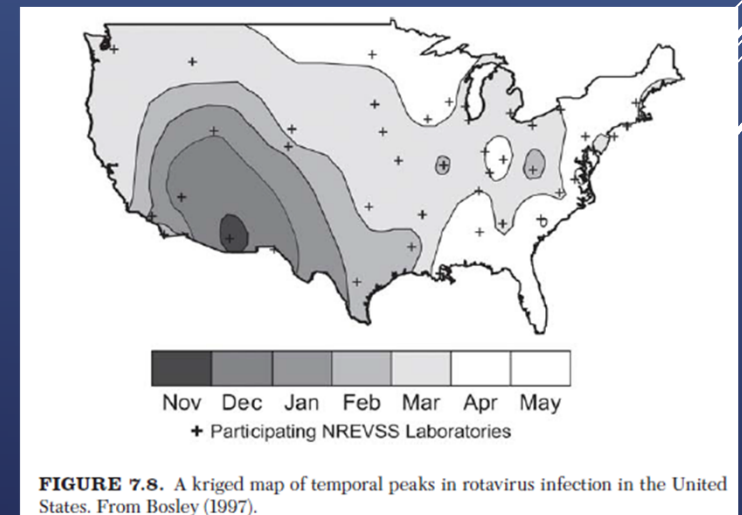 Nov Dec Jan Feb Mar Apr May
+ Participating NREVSS Laboratories
FIGURE 7.8. A kriged map of temporal peaks in rotavirus infection in the United
States. From Bosley (1997).